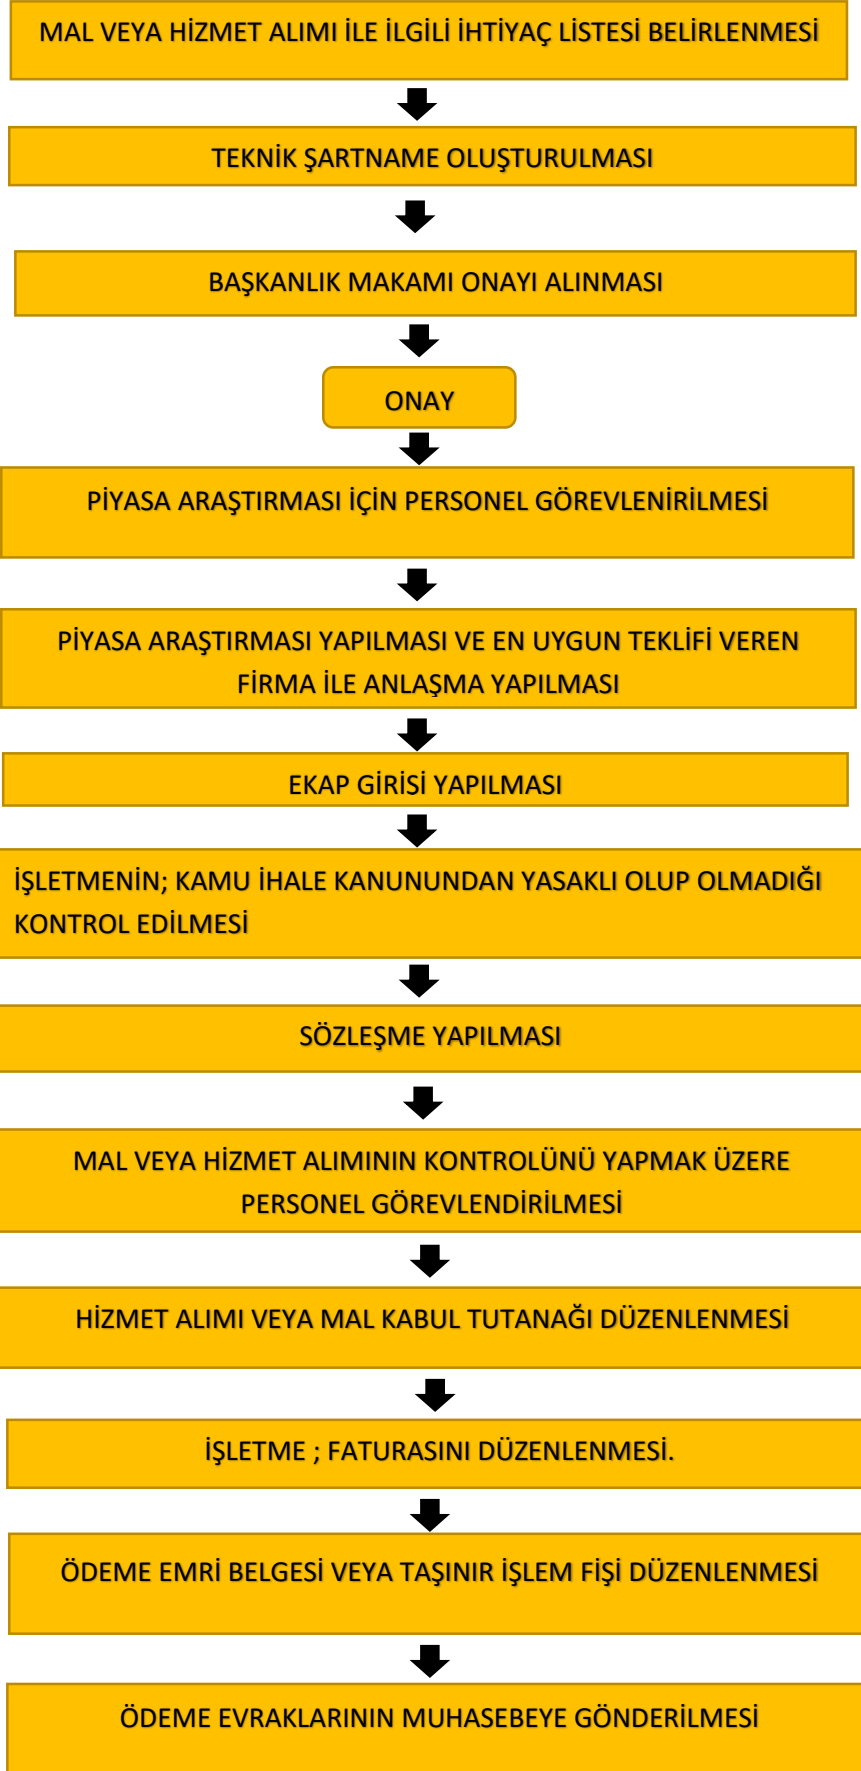 MAL VEYA HİZMET ALIMI İLE İLGİLİ İHTİYAÇ LİSTESİ BELİRLENMESİ
TEKNİK ŞARTNAME OLUŞTURULMASI
BAŞKANLIK MAKAMI ONAYI ALINMASI
ONAY
PİYASA ARAŞTIRMASI İÇİN PERSONEL GÖREVLENİRİLMESİ
PİYASA ARAŞTIRMASI YAPILMASI VE EN UYGUN TEKLİFİ VEREN
FİRMA İLE ANLAŞMA YAPILMASI
EKAP GİRİSİ YAPILMASI
İŞLETMENİN; KAMU İHALE KANUNUNDAN YASAKLI OLUP OLMADIĞI
KONTROL EDİLMESİ
SÖZLEŞME YAPILMASI
MAL VEYA HİZMET ALIMININ KONTROLÜNÜ YAPMAK ÜZERE
PERSONEL GÖREVLENDİRİLMESİ
HİZMET ALIMI VEYA MAL KABUL TUTANAĞI DÜZENLENMESİ
İŞLETME ; FATURASINI DÜZENLENMESİ.
ÖDEME EMRİ BELGESİ VEYA TAŞINIR İŞLEM FİŞİ DÜZENLENMESİ
ÖDEME EVRAKLARININ MUHASEBEYE GÖNDERİLMESİ